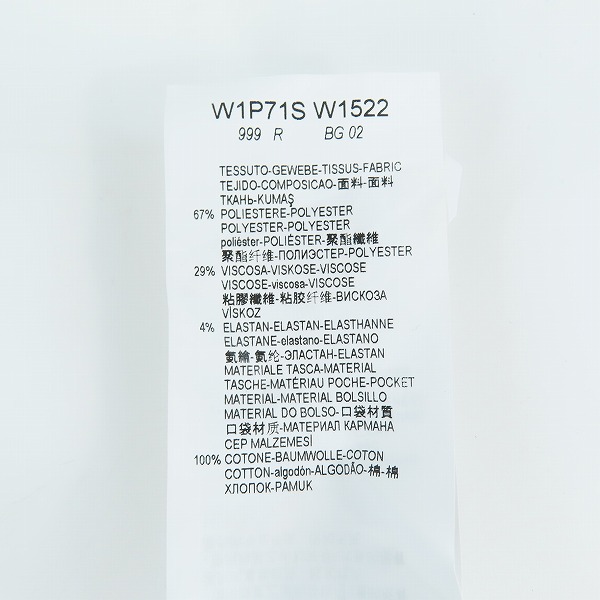 W1P71S W1522
999 R BG 02
TESSUTO-GEWEBE-TISSUS-FABRIC
TEJIDO-COMPOSICAO-面料-面料
ТКАНЬ-KUMAŞ
67% POLIESTERE-POLYESTER
POLYESTER-POLYESTER
poliéster-POLIÉSTER-聚酯纖維
聚酯纤维-ПОЛИЭСТЕР-POLYESTER
29% VISCOSA-VISKOSE-VISCOSE
VISCOSE-viscosa-VISCOSE
粘膠纖維-粘胶纤维-ВИСКОЗА
VİSKOZ
4% ELASTAN-ELASTAN-ELASTHANNE
ELASTANE-elastano-ELASTANO
氨綸-氨纶-ЭЛАСТАН-ELASTAN
MATERIALE TASCA-MATERIAL
TASCHE-MATÉRIAU POCHE-POCKET
MATERIAL-MATERIAL BOLSILLO
MATERIAL DO BOLSO-口袋材質
口袋材质-МАТЕРИАЛ КАРМАНА
CEP MALZEMESİ
100% COTONE-BAUMWOLLE-COTON
COTTON-algodón-ALGODÃO-棉-棉
ХЛОПОК-PAMUK